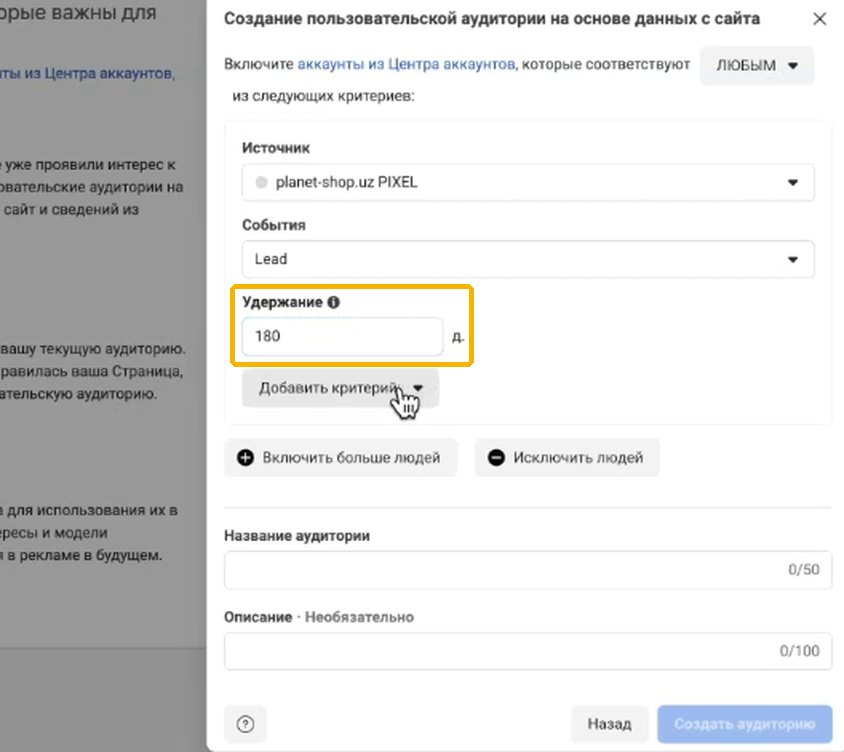 орые важны для
Создание пользовательской аудитории на основе данных с сайта
нты из Центра аккаунтов,
Включите аккаунты из Центра аккаунтов, которые соответствуют ЛЮБЫМ
из следующих критериев:
Источник
е уже проявили интерес к
planet-shop.uz PIXEL
овательские аудитории на
сайт и сведений из
События
Lead
Удержание
180 д.
вашу текущую аудиторию.
равилась ваша Страница,
ательскую аудиторию.
Добавить критерий
Включить больше людей
Исключить людей
а для использования их в
ересы и модели
я в рекламе в будущем.
Название аудитории
0/50
Описание · Необязательно
0/100
Назад
Создать аудиторию